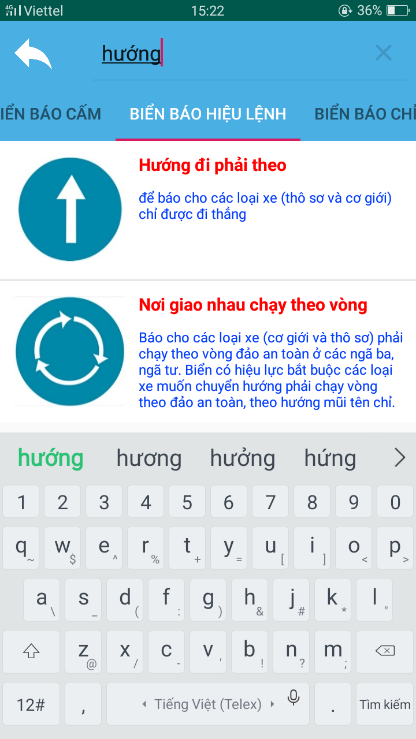 4G Viettel 15:22 36%
hướng
IỂN BÁO CẤM BIỂN BÁO HIỆU LỆNH BIỂN BÁO CHỈ
Hướng đi phải theo
để báo cho các loại xe (thô sơ và cơ giới)
chỉ được đi thắng
Nơi giao nhau chạy theo vòng
Báo cho các loại xe (cơ giới và thô sơ) phải
chạy theo vòng đảo an toàn ở các ngã ba,
ngã tư. Biển có hiệu lực bắt buộc các loại
xe muốn chuyển hướng phải chạy vòng
theo đảo an toàn, theo hướng mũi tên chỉ.
hướng hương hưởng hứng
1 2 3 4 5 6 7 8 9 0
q ~ w $ e ^ r % t + y = u [ i ] o < p >
a \ s _ d ( f : g ) h & j # k * l °
z @ x / c - v ' b ! n ? m ;
12# , Tiếng Việt (Telex) . Tìm kiếm